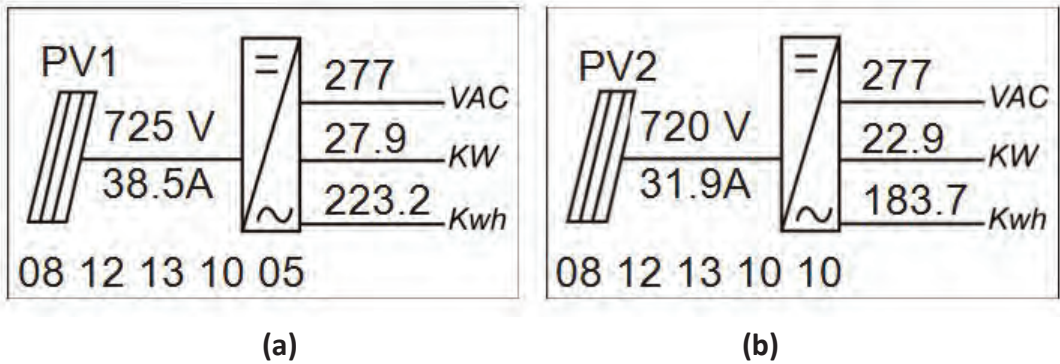 PV1
725 V
38.5A
=
~
277 VAC
27.9 KW
223.2 Kwh
08 12 13 10 05
(a)
PV2
720 V
31.9A
=
~
277 VAC
22.9 KW
183.7 Kwh
08 12 13 10 10
(b)